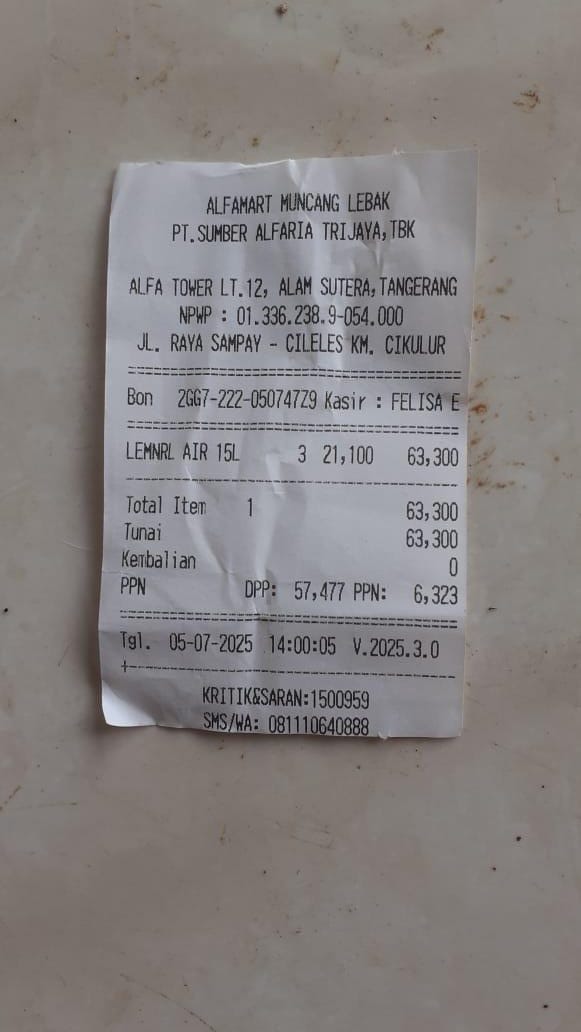 ALFAMART MUNCANG LEBAK
PT.SUMBER ALFARIA TRIJAYA,TBK
ALFA TOWER LT.12, ALAM SUTERA,TANGERANG
NPWP : 01.336.238.9-054.000
JL. RAYA SAMPAY - CILELES KM. CIKULUR
Bon 2GG7-222-050747Z9 Kasir : FELISA E
LEMNRL AIR 15L 3 21,100 63,300
Total Item 1 63,300
Tunai 63,300
Kembalian 0
PPN DPP: 57,477 PPN: 6,323
Tgl. 05-07-2025 14:00:05 V.2025.3.0
KRITIK&SARAN:1500959
SMS/WA: 081110640888